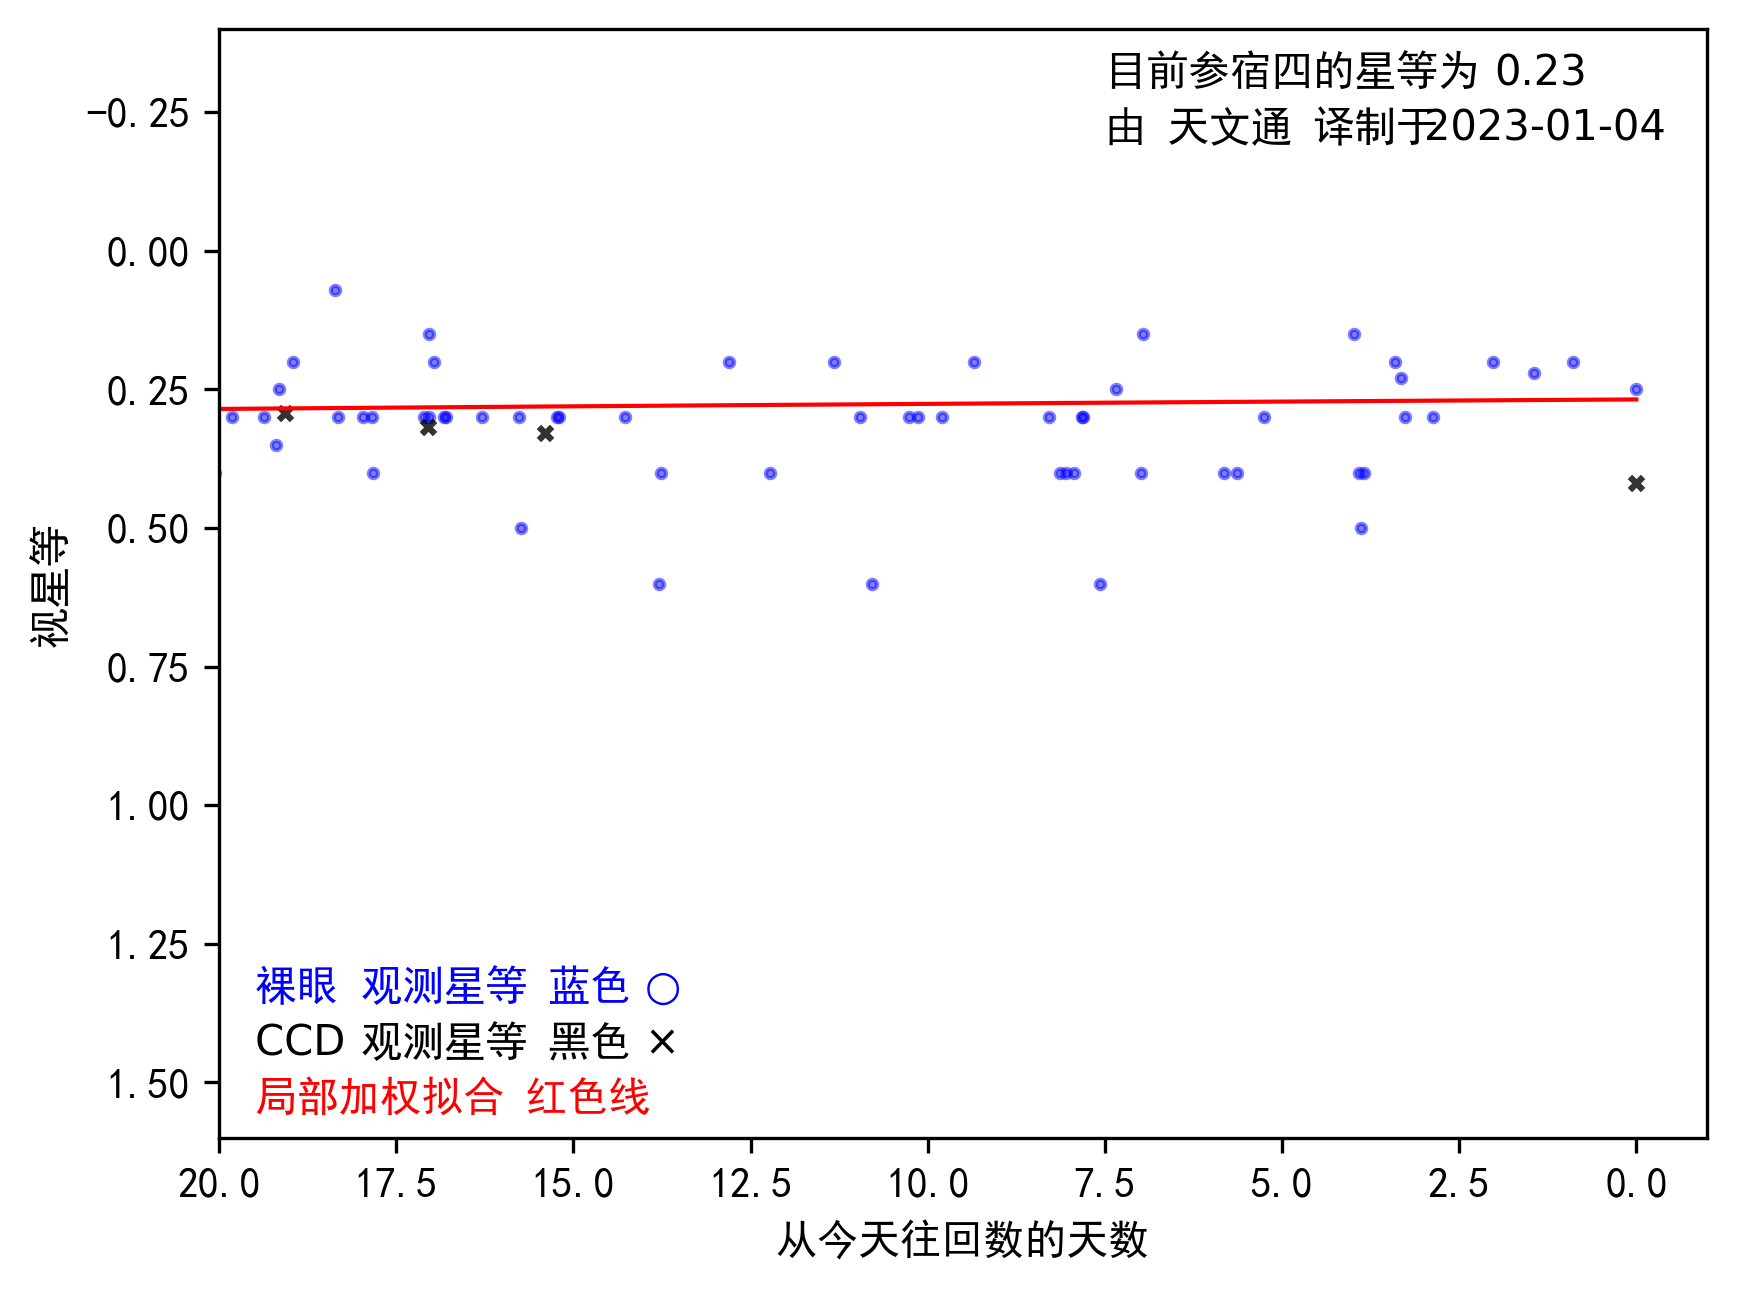 目前参宿四的星等为 0.23
由 天文通 译制于2023-01-04
-0.25
0.00
0.25
0.50
0.75
1.00
1.25
1.50
视星等
裸眼 观测星等 蓝色 ○
CCD 观测星等 黑色 ×
局部加权拟合 红色线
20.0 17.5 15.0 12.5 10.0 7.5 5.0 2.5 0.0
从今天往回数的天数